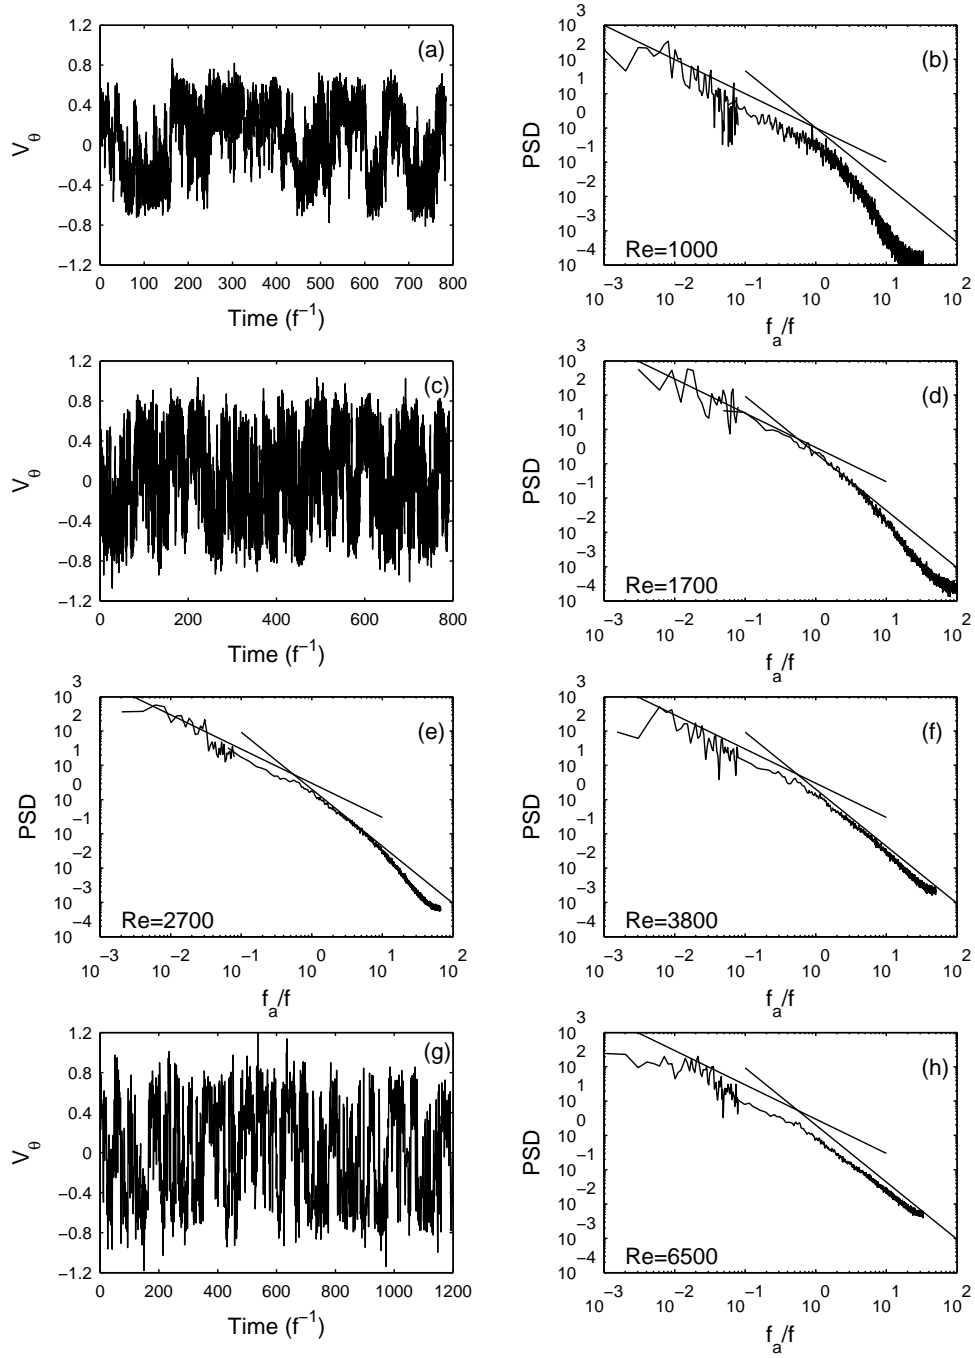 1.2
0.8
0.4
0
−0.4
−0.8
−1.2
0 100 200 300 400 500 600 700 800
V_θ
Time (f^−1)
(a)
10^3
10^2
10^1
10^0
10^−1
10^−2
10^−3
10^−4
10^−3 10^−2 10^−1 10^0 10^1 10^2
PSD
f_a/f
(b)
Re=1000
1.2
0.8
0.4
0
−0.4
−0.8
−1.2
0 200 400 600 800
V_θ
Time (f^−1)
(c)
10^3
10^2
10^1
10^0
10^−1
10^−2
10^−3
10^−4
10^−3 10^−2 10^−1 10^0 10^1 10^2
PSD
f_a/f
(d)
Re=1700
10^3
10^2
10^1
10^0
10^−1
10^−2
10^−3
10^−4
10^−3 10^−2 10^−1 10^0 10^1 10^2
PSD
f_a/f
(e)
Re=2700
10^3
10^2
10^1
10^0
10^−1
10^−2
10^−3
10^−4
10^−3 10^−2 10^−1 10^0 10^1 10^2
PSD
f_a/f
(f)
Re=3800
1.2
0.8
0.4
0
−0.4
−0.8
−1.2
0 200 400 600 800 1000 1200
V_θ
Time (f^−1)
(g)
10^3
10^2
10^1
10^0
10^−1
10^−2
10^−3
10^−4
10^−3 10^−2 10^−1 10^0 10^1 10^2
PSD
f_a/f
(h)
Re=6500